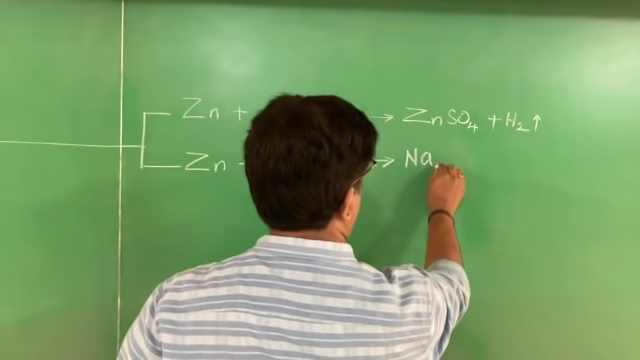 Zn + → ZnSO₄ + H₂↑
Zn - → Na